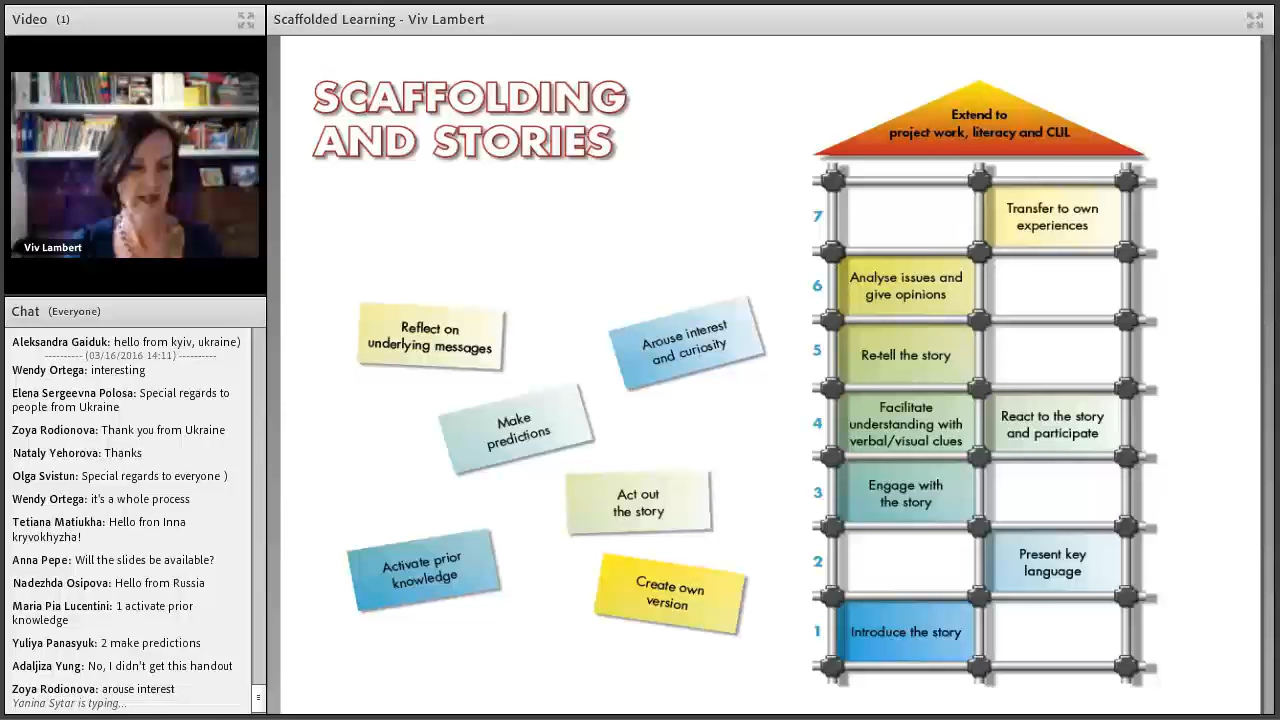 Video (1)
Scaffolded Learning - Viv Lambert
Viv Lambert
Chat (Everyone)
Aleksandra Gaiduk: hello from kyiv, ukraine)
---------- (03/16/2016 14:11) ----------
Wendy Ortega: interesting
Elena Sergeevna Polosa: Special regards to
people from Ukraine
Zoya Rodionova: Thank you from Ukraine
Nataly Yehorova: Thanks
Olga Svistun: Special regards to everyone )
Wendy Ortega: it's a whole process
Tetiana Matiukha: Hello fron Inna
kryvokhyzha!
Anna Pepe: Will the slides be available?
Nadezhda Osipova: Hello from Russia
Maria Pia Lucentini: 1 activate prior
knowledge
Yuliya Panasyuk: 2 make predictions
Adaljiza Yung: No, I didn't get this handout
Zoya Rodionova: arouse interest
Yanina Sytar is typing...
SCAFFOLDING
AND STORIES
Reflect on
underlying messages
Arouse interest
and curiosity
Make
predictions
Act out
the story
Activate prior
knowledge
Create own
version
Extend to
project work, literacy and CLIL
7
Transfer to own
experiences
6
Analyse issues and
give opinions
5
Re-tell the story
4
Facilitate
understanding with
verbal/visual clues
React to the story
and participate
3
Engage with
the story
2
Present key
language
1
Introduce the story